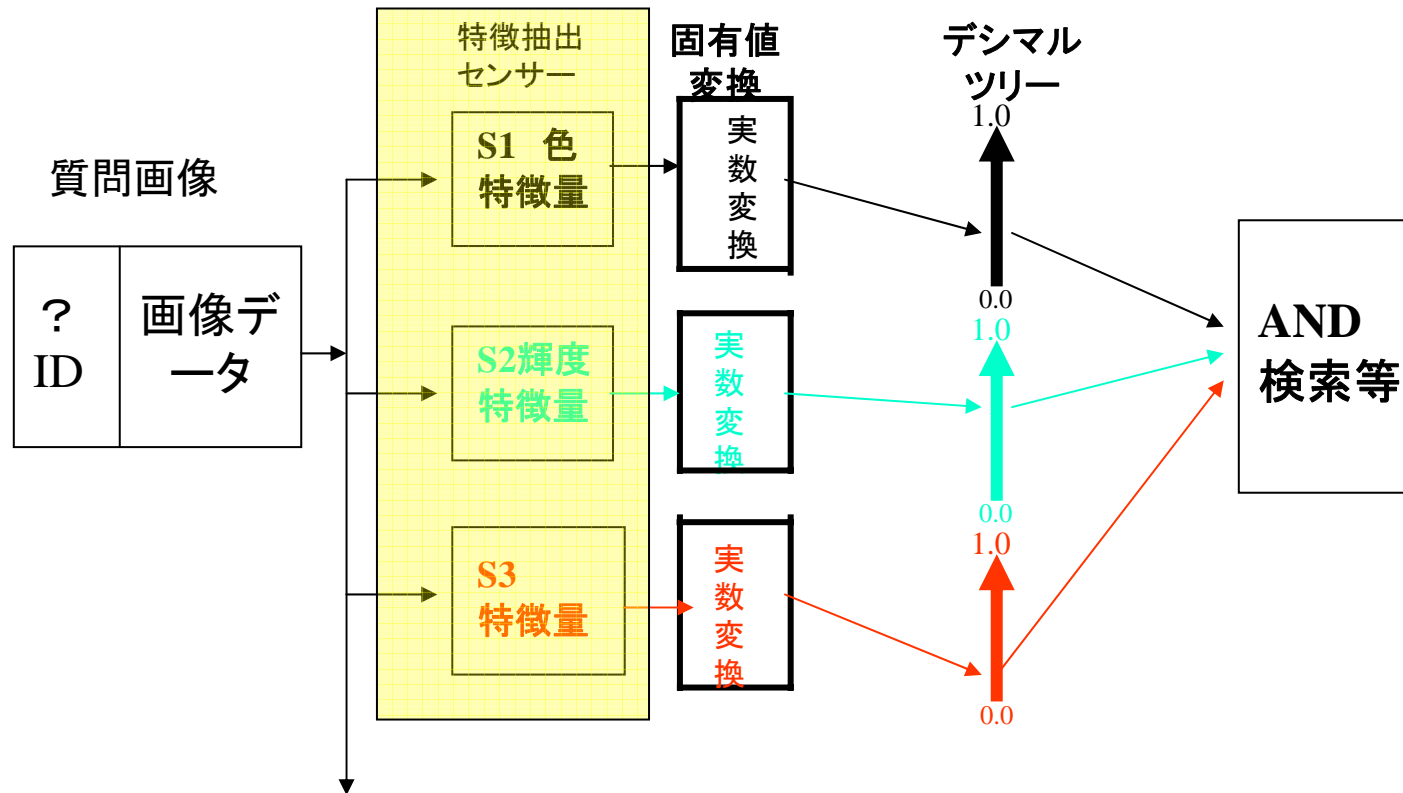 質問画像
?
ID
画像デ
ータ
特徴抽出
センサー
S1 色
特徴量
S2輝度
特徴量
S3
特徴量
固有値
変換
実
数
変
換
実
数
変
換
実
数
変
換
デシマル
ツリー
1.0
0.0
1.0
0.0
1.0
0.0
AND
検索等